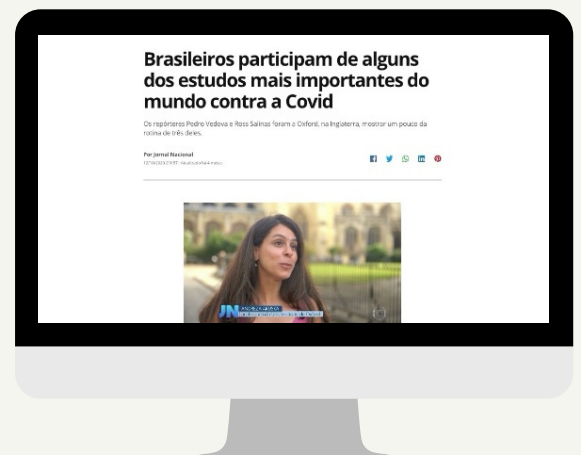 Brasileiros participam de alguns
dos estudos mais importantes do
mundo contra a Covid
Os repórteres Pedro Vedova e Ross Salinas foram a Oxford, na Inglaterra, mostrar um pouco da
rotina de três deles.
Por Jornal Nacional
JN